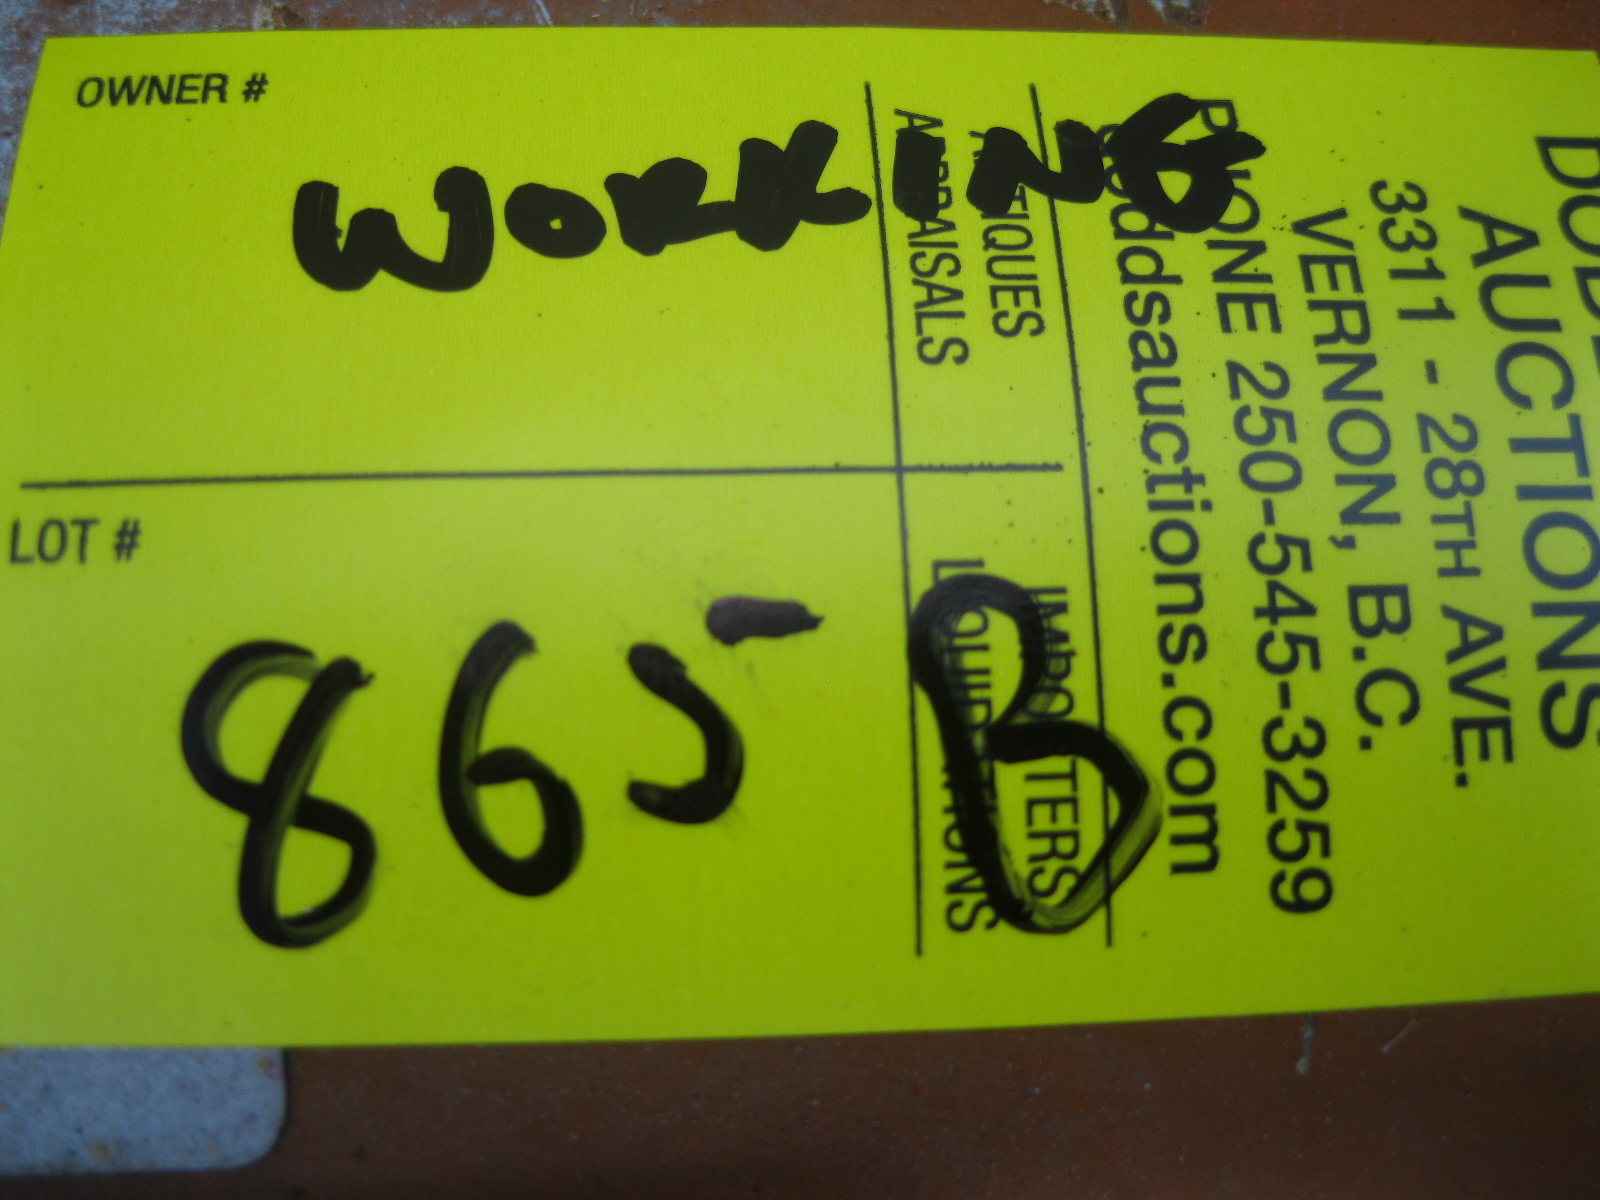 OWNER #
WORKING
LOT #
865 B
APPRAISALS
ANTIQUES
LIQUIDATIONS
IMPORTERS
doddsauctions.com
PHONE 250-545-3259
VERNON, B.C.
3311 - 28TH AVE.
AUCTIONS
DODDS